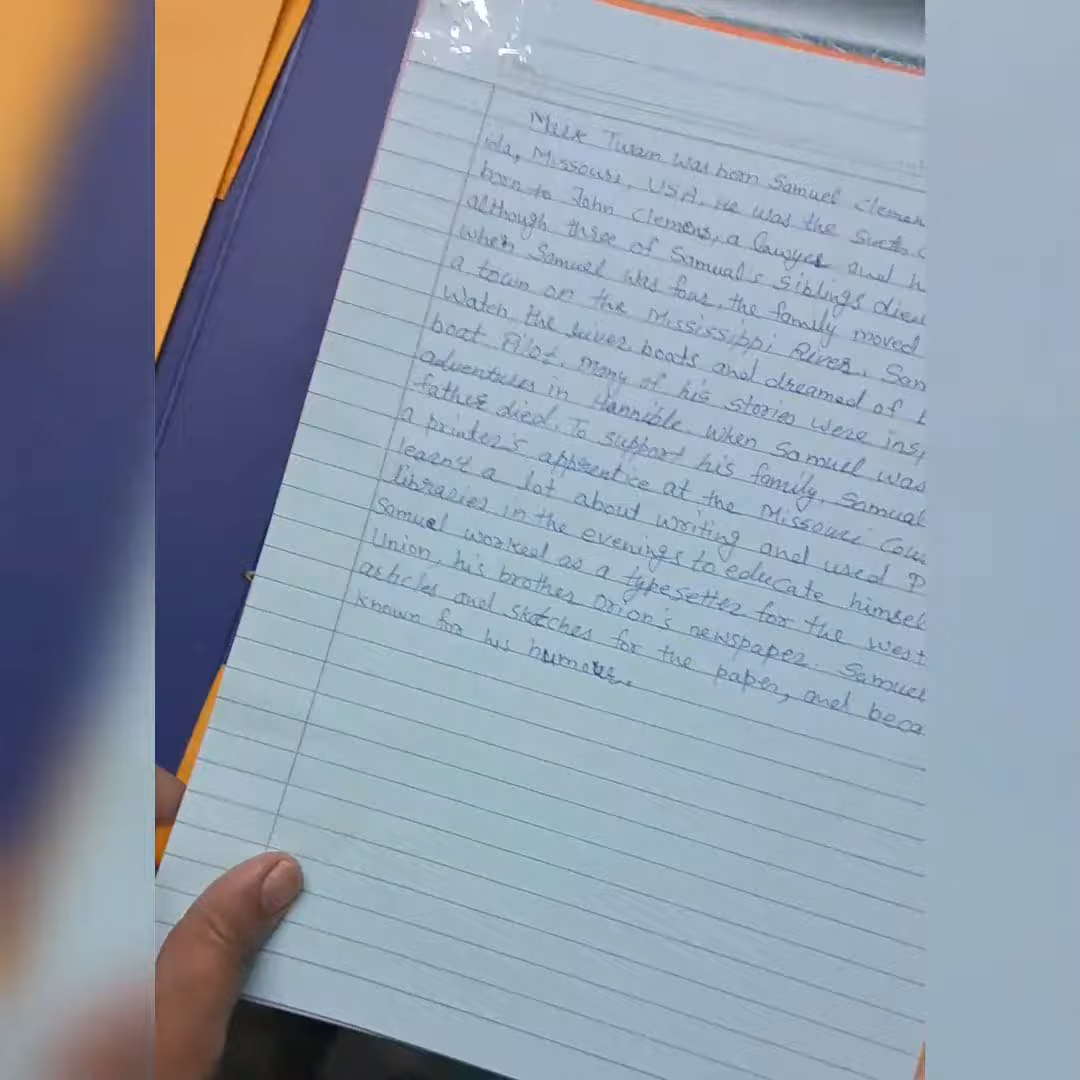 Mark Twain was born Samuel Clemen
ida, Missouri, USA. He was the sixth c
born to John Clemens, a lawyer and h
although three of Samual's siblings died
when Samuel was four, the family moved
a town on the Mississippi River. Sam
watch the river boats and dreamed of b
boat Pilot. Many of his stories were insp
adventures in Hannible when Samuel was
father died. To support his family, Samual
a printer's apprentice at the Missouri Cou
learn't a lot about writing and used p
libraries in the evenings to educate himsel
Samuel worked as a typesetter for the West
Union, his brother Orion's newspaper. Samuel
articles and sketches for the paper, and beca
known for his humour.